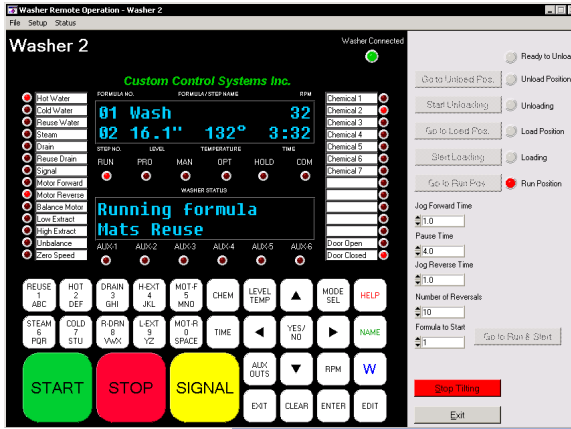 Washer Remote Operation - Washer 2
File Setup Status
Washer 2
Washer Connected
Custom Control Systems Inc.
FORMULA NO. FORMULA/STEP NAME RPM
01 Wash 32
02 16.1" 132° 3:32
STEP NO. LEVEL TEMPERATURE TIME
RUN PRO MAN OPT HOLD COM
WASHER STATUS
Running formula
Mats Reuse
AUX-1 AUX-2 AUX-3 AUX-4 AUX-5 AUX-6
Hot Water
Cold Water
Reuse Water
Steam
Drain
Reuse Drain
Signal
Motor Forward
Motor Reverse
Balance Motor
Low Extract
High Extract
Unbalance
Zero Speed
Chemical 1
Chemical 2
Chemical 3
Chemical 4
Chemical 5
Chemical 6
Chemical 7
Door Open
Door Closed
REUSE 1 ABC
HOT 2 DEF
DRAIN 3 GHI
H-EXT 4 JKL
MOT-F 5 MNO
CHEM
LEVEL TEMP
▲
MODE SEL
HELP
STEAM 6 PQR
COLD 7 STU
R-DRN 8 VWX
L-EXT 9 YZ
MOT-R 0 SPACE
TIME
◀
YES/ NO
▶
NAME
START
STOP
SIGNAL
AUX OUTS
▼
RPM
W
EXIT
CLEAR
ENTER
EDIT
Ready to Unloa
Go to Unload Pos. Unload Position
Start Unloading Unloading
Go to Load Pos. Load Position
Start Loading Loading
Go to Run Pos Run Position
Jog Forward Time
1.0
Pause Time
4.0
Jog Reverse Time
1.0
Number of Reversals
10
Formula to Start
1
Go to Run & Start
Stop Tilting
Exit